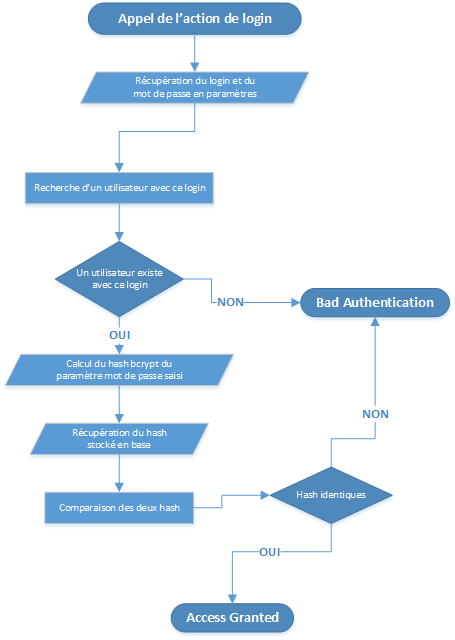 Appel de l'action de login
Récupération du login et du
mot de passe en paramètres
Recherche d'un utilisateur avec ce login
Un utilisateur existe
avec ce login
NON
Bad Authentication
OUI
Calcul du hash bcrypt du
paramètre mot de passe saisi
Récupération du hash
stocké en base
NON
Comparaison des deux hash
Hash identiques
OUI
Access Granted